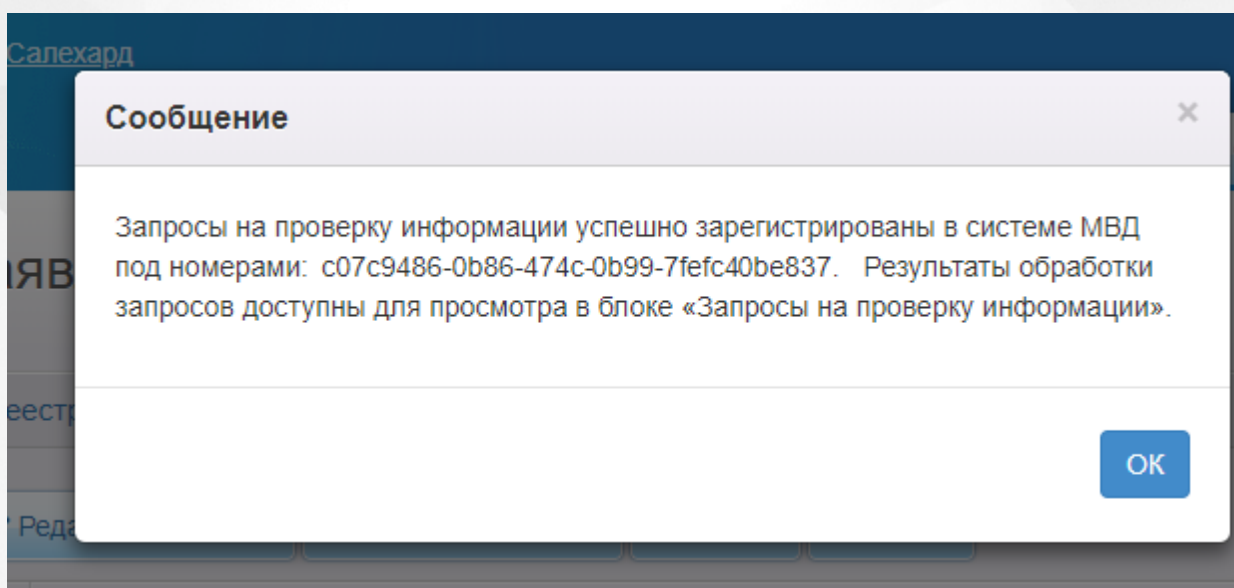 Салехард
Сообщение
×
Запросы на проверку информации успешно зарегистрированы в системе МВД
под номерами: c07c9486-0b86-474c-0b99-7fefc40be837. Результаты обработки
запросов доступны для просмотра в блоке «Запросы на проверку информации».
ОК